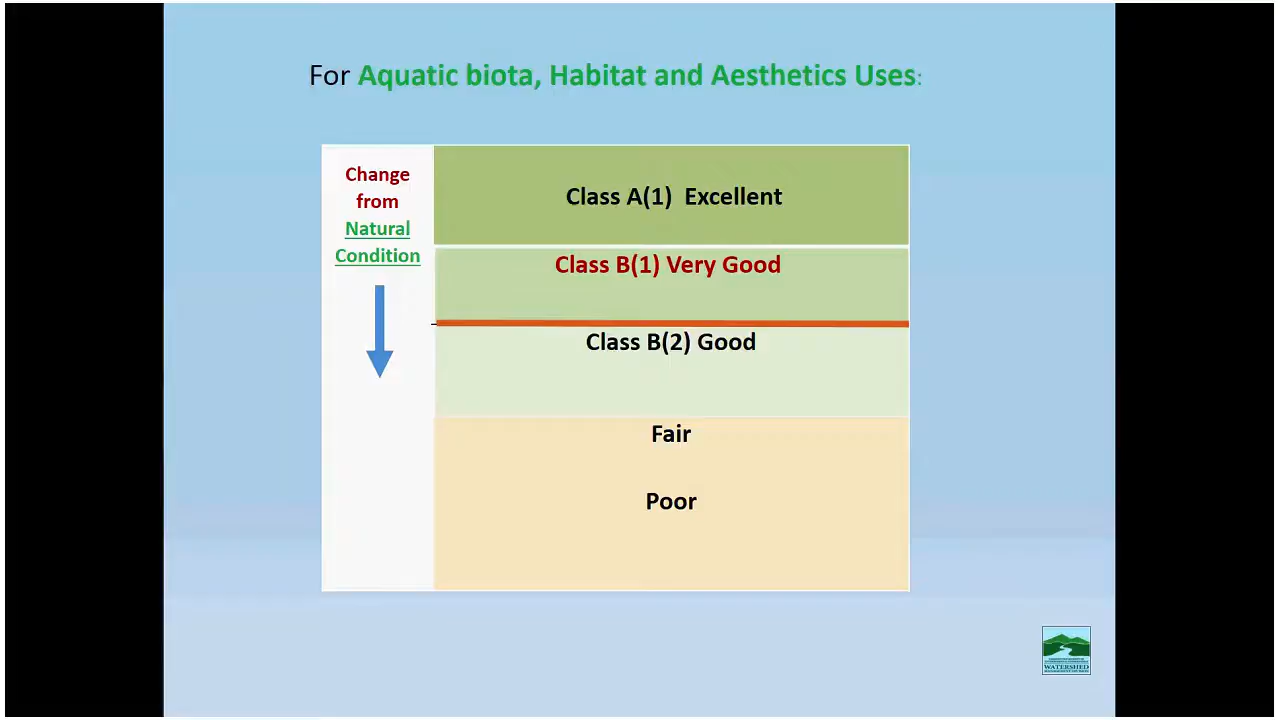 For Aquatic biota, Habitat and Aesthetics Uses:
Change
from
Natural
Condition
Class A(1) Excellent
Class B(1) Very Good
Class B(2) Good
Fair
Poor
WATERSHED